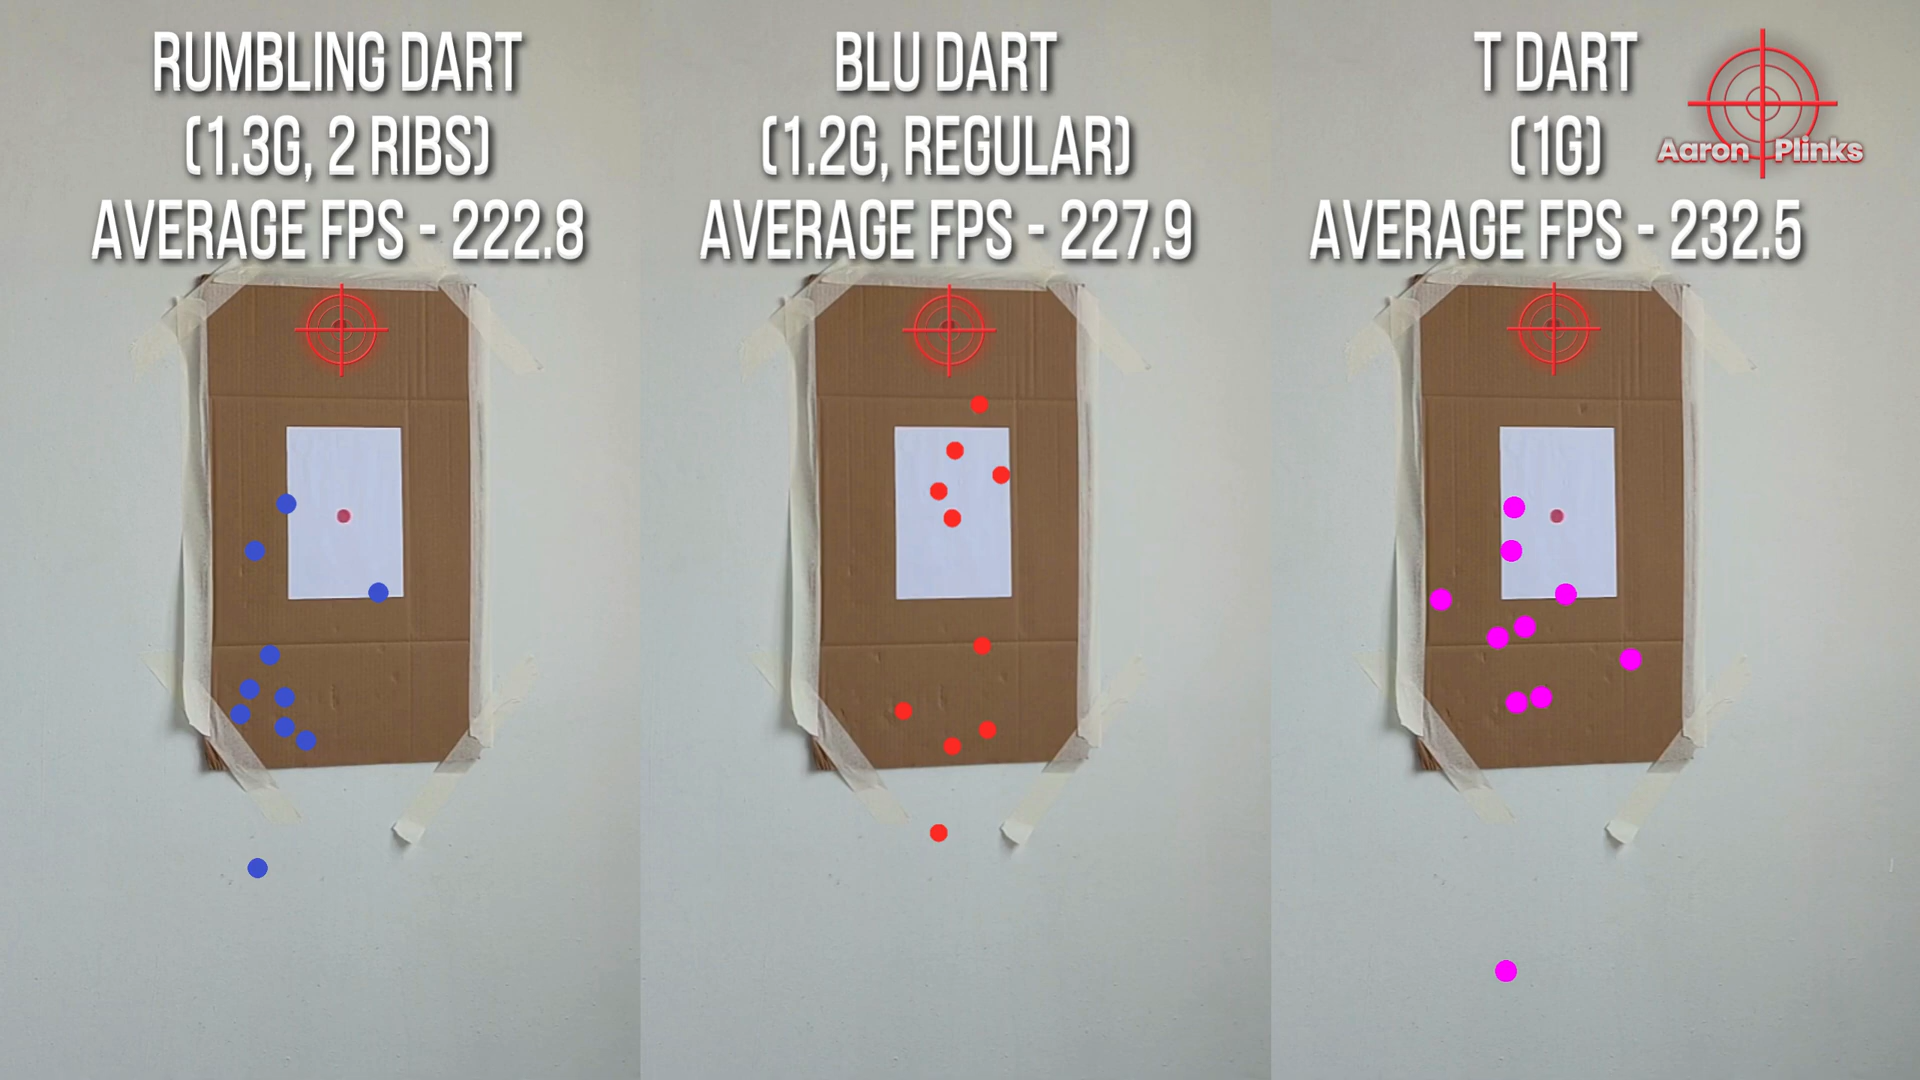 RUMBLING DART
(1.3G, 2 RIBS)
AVERAGE FPS - 222.8
BLU DART
(1.2G, REGULAR)
AVERAGE FPS - 227.9
T DART
(1G)
AVERAGE FPS - 232.5
Aaron Plinks